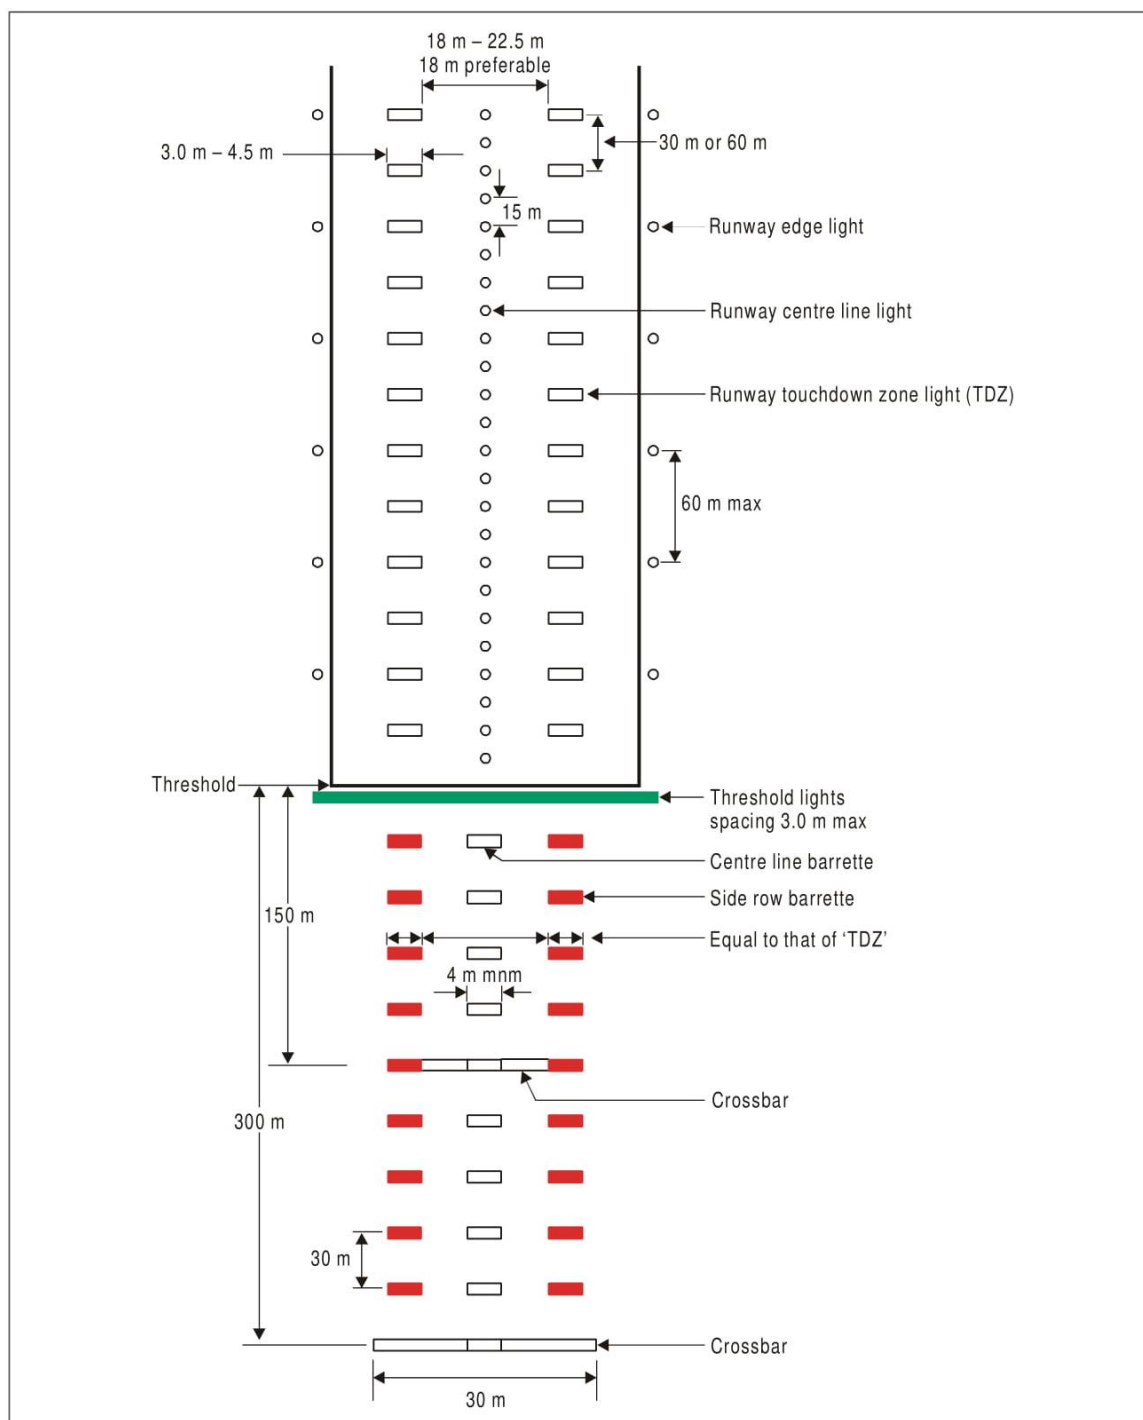 18 m – 22.5 m
18 m preferable
3.0 m – 4.5 m
30 m or 60 m
15 m
Runway edge light
Runway centre line light
Runway touchdown zone light (TDZ)
60 m max
Threshold
Threshold lights
spacing 3.0 m max
Centre line barrette
Side row barrette
150 m
Equal to that of ‘TDZ’
4 m mnm
Crossbar
300 m
30 m
Crossbar
30 m